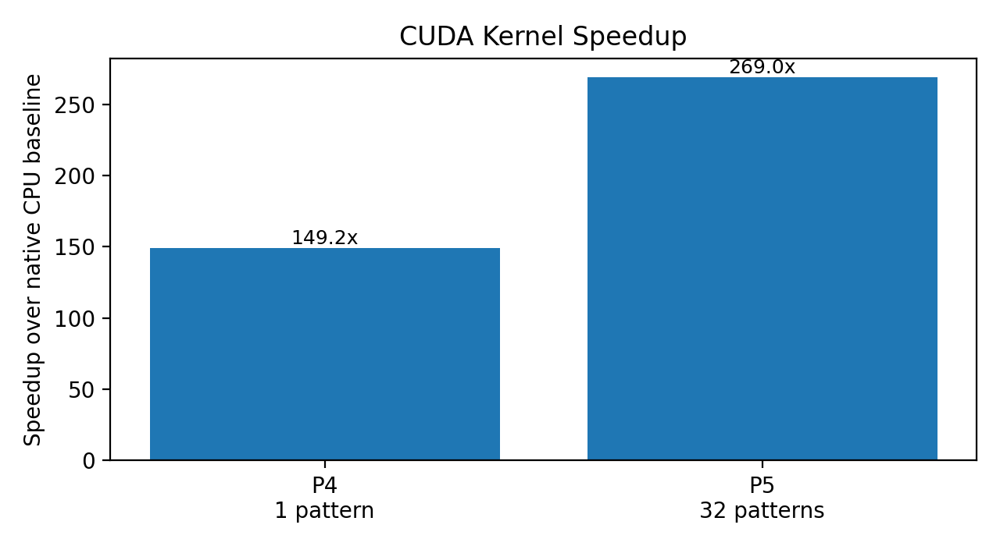 CUDA Kernel Speedup
Speedup over native CPU baseline
250
200
150
100
50
0
149.2x
269.0x
P4
1 pattern
P5
32 patterns